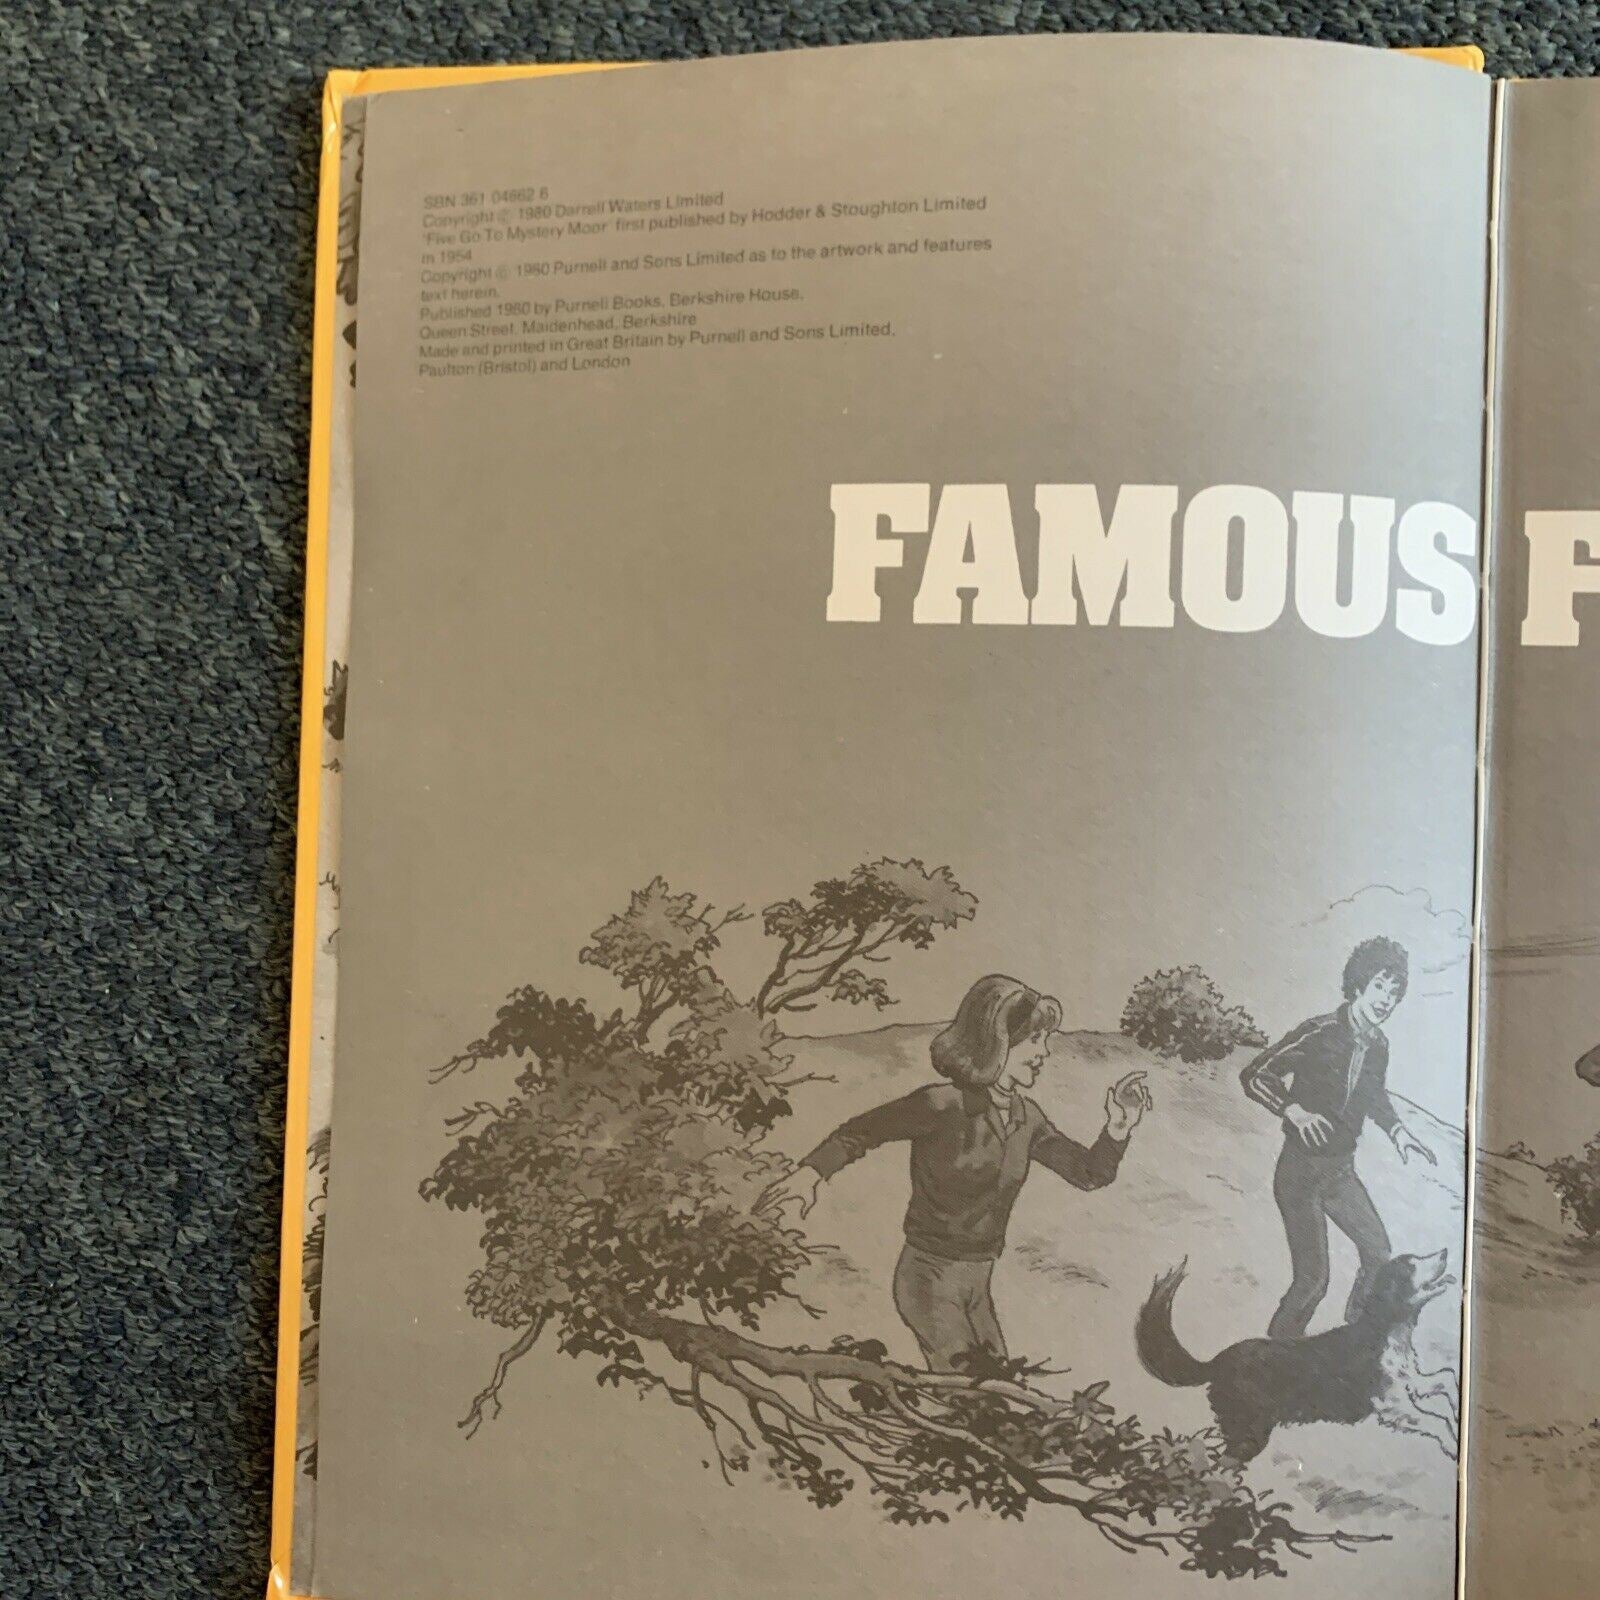 SBN 361 04662 6
Copyright © 1980 Darrell Waters Limited
'Five Go To Mystery Moor' first published by Hodder & Stoughton Limited
in 1954
Copyright © 1980 Purnell and Sons Limited as to the artwork and features
text herein.
Published 1980 by Purnell Books, Berkshire House,
Queen Street, Maidenhead, Berkshire
Made and printed in Great Britain by Purnell and Sons Limited,
Paulton (Bristol) and London
FAMOUS F